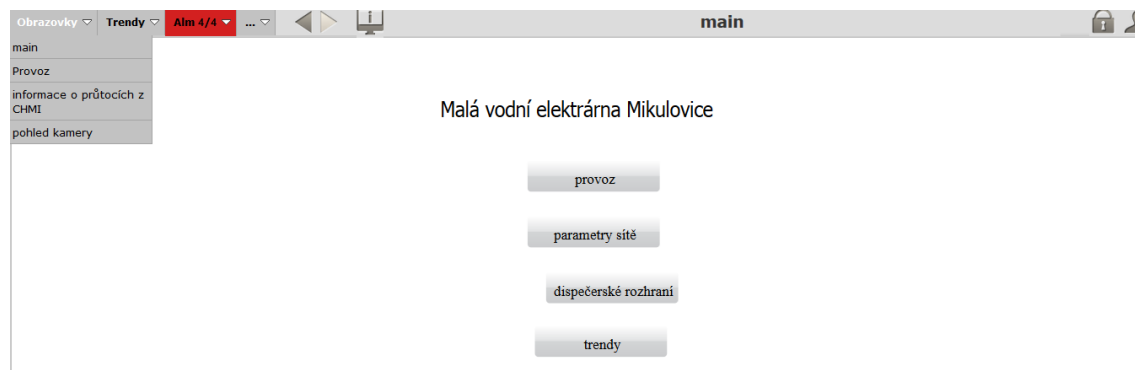 Obrazovky Trendy Alm 4/4 ... main
main
Provoz
informace o průtocích z
CHMI
pohled kamery
Malá vodní elektrárna Mikulovice
provoz
parametry sítě
dispečerské rozhraní
trendy